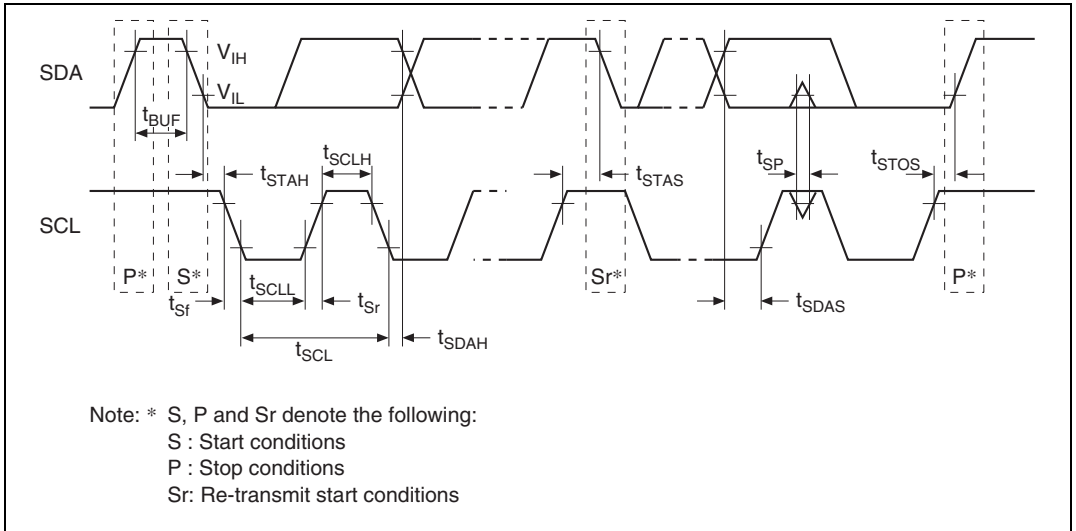 SDA
V_IH
V_IL
t_BUF
t_STAH
t_SCLH
t_STAS
t_SP
t_STOS
SCL
P*
S*
Sr*
P*
t_Sf
t_SCLL
t_Sr
t_SDAS
t_SCL
t_SDAH
Note: * S, P and Sr denote the following:
S : Start conditions
P : Stop conditions
Sr: Re-transmit start conditions